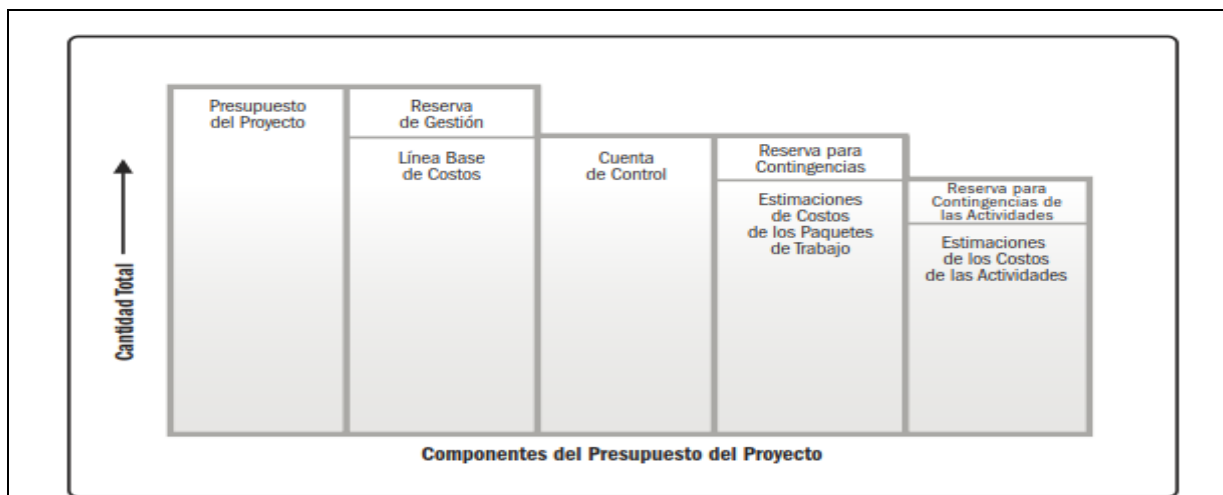 Presupuesto
del Proyecto
Reserva
de Gestión
Línea Base
de Costos
Cuenta
de Control
Reserva para
Contingencias
Estimaciones
de Costos
de los Paquetes
de Trabajo
Reserva para
Contingencias de
las Actividades
Estimaciones
de los Costos
de las Actividades
Cantidad Total
Componentes del Presupuesto del Proyecto